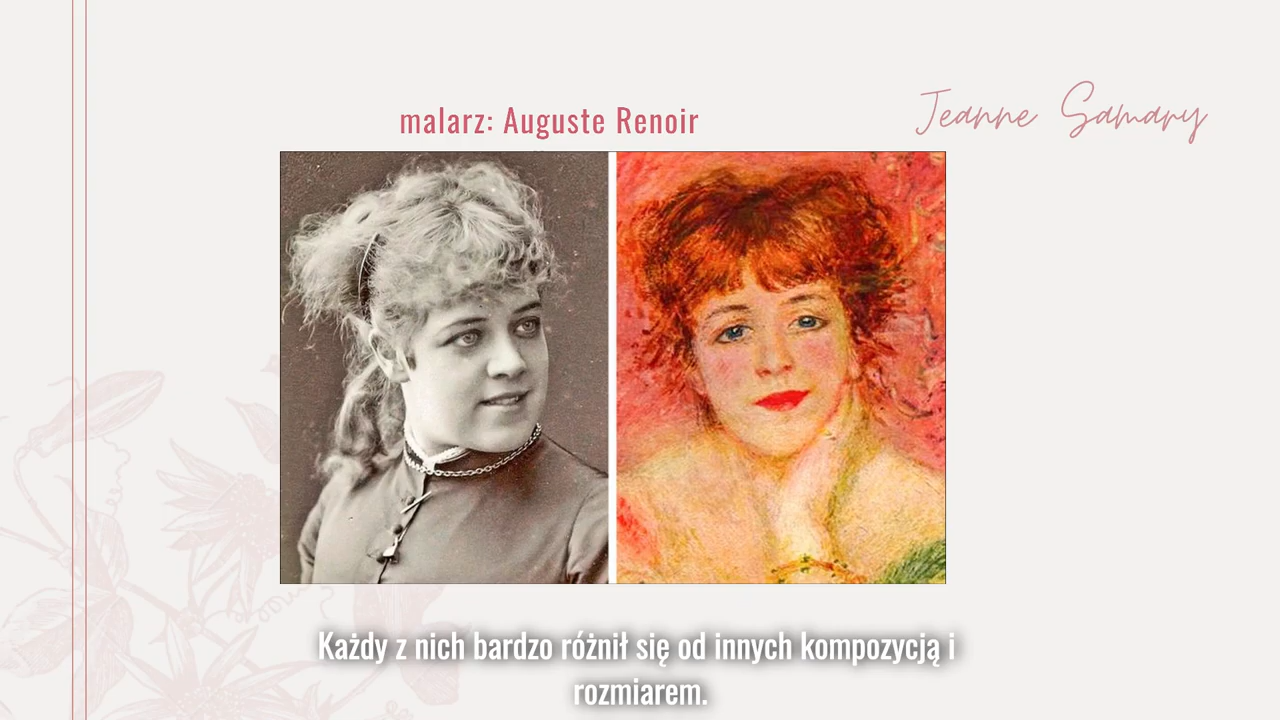 malarz: Auguste Renoir
Jeanne Samary
Każdy z nich bardzo różnił się od innych kompozycją i
rozmiarem.